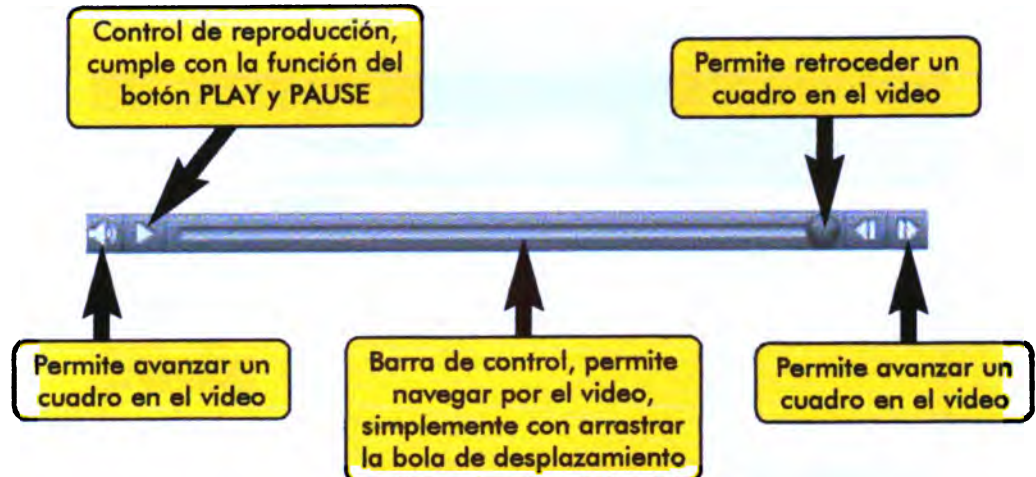 Control de reproducción,
cumple con la función del
botón PLAY y PAUSE
Permite retroceder un
cuadro en el video
Permite avanzar un
cuadro en el video
Barra de control, permite
navegar por el video,
simplemente con arrastrar
la bola de desplazamiento
Permite avanzar un
cuadro en el video